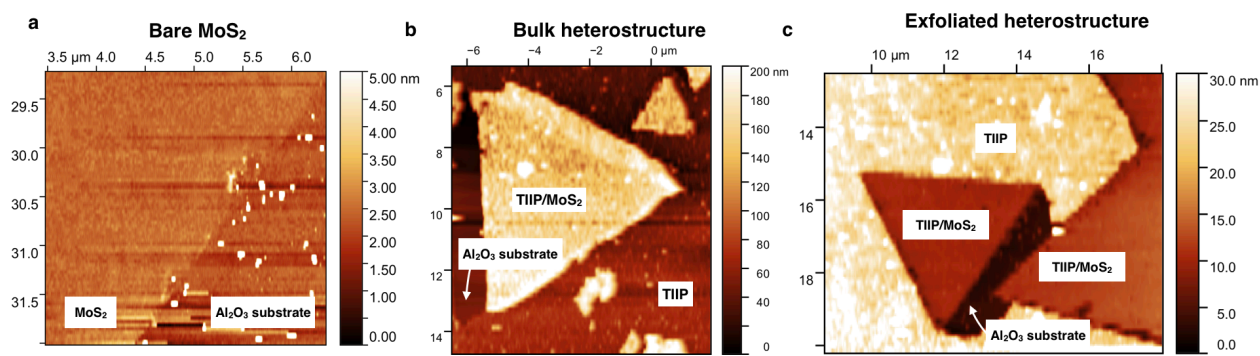 a
Bare MoS₂
3.5 μm 4.0 4.5 5.0 5.5 6.0
29.5
30.0
30.5
31.0
31.5
MoS₂
Al₂O₃ substrate
5.00 nm
4.50
4.00
3.50
3.00
2.50
2.00
1.50
1.00
0.50
0.00
b
Bulk heterostructure
−6 −4 −2 0 μm
6
8
10
12
14
TIIP/MoS₂
Al₂O₃ substrate
TIIP
200 nm
180
160
140
120
100
80
60
40
20
0
c
Exfoliated heterostructure
10 μm 12 14 16
14
16
18
TIIP
TIIP/MoS₂
TIIP/MoS₂
Al₂O₃ substrate
30.0 nm
25.0
20.0
15.0
10.0
5.0
0.0